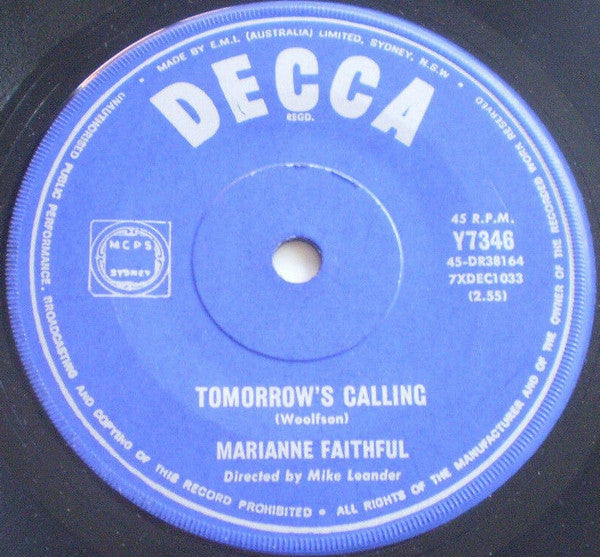 MADE BY E.M.I. (AUSTRALIA) LIMITED, SYDNEY, N.S.W.
DECCA
REGD.
MCPS
SYDNEY
45 R.P.M.
Y7346
45-DR38164
7XDEC1033
(2.55)
TOMORROW'S CALLING
(Woolfson)
MARIANNE FAITHFUL
Directed by Mike Leander
UNAUTHORISED PUBLIC PERFORMANCE, BROADCASTING AND COPYING OF THIS RECORD PROHIBITED • ALL RIGHTS OF THE MANUFACTURER AND OF THE OWNER OF THE RECORDED WORK RESERVED